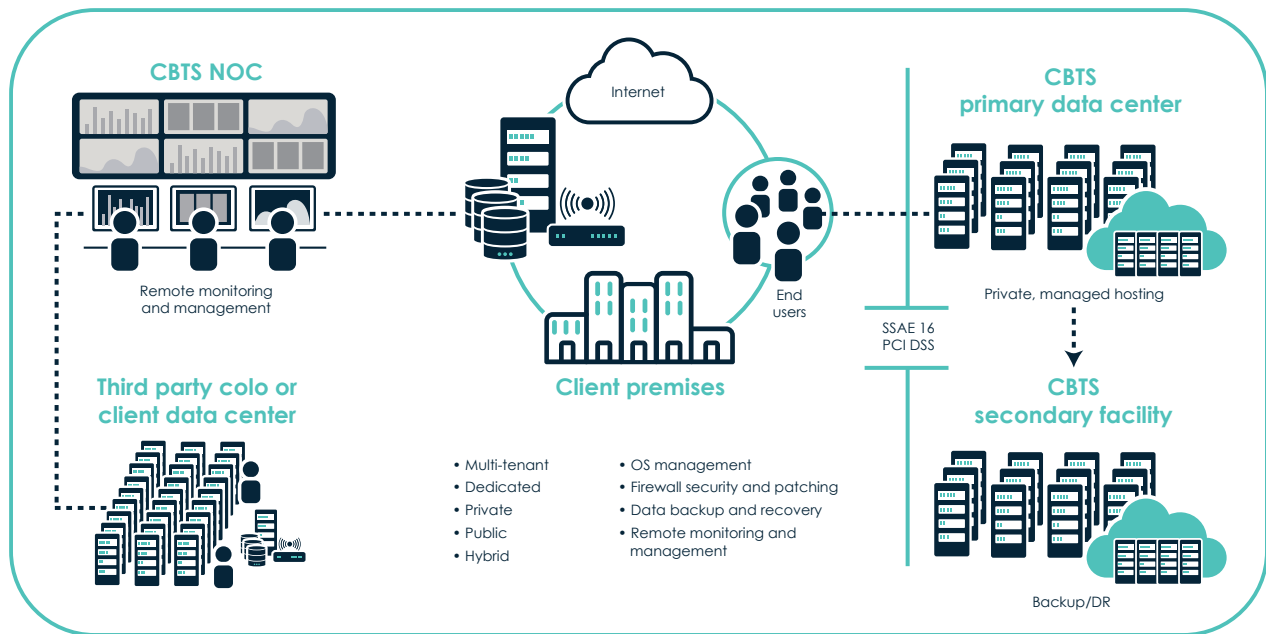 CBTS NOC
Remote monitoring
and management
Third party colo or
client data center
Internet
End
users
Client premises
• Multi-tenant
• Dedicated
• Private
• Public
• Hybrid
• OS management
• Firewall security and patching
• Data backup and recovery
• Remote monitoring and
management
SSAE 16
PCI DSS
CBTS
primary data center
Private, managed hosting
CBTS
secondary facility
Backup/DR